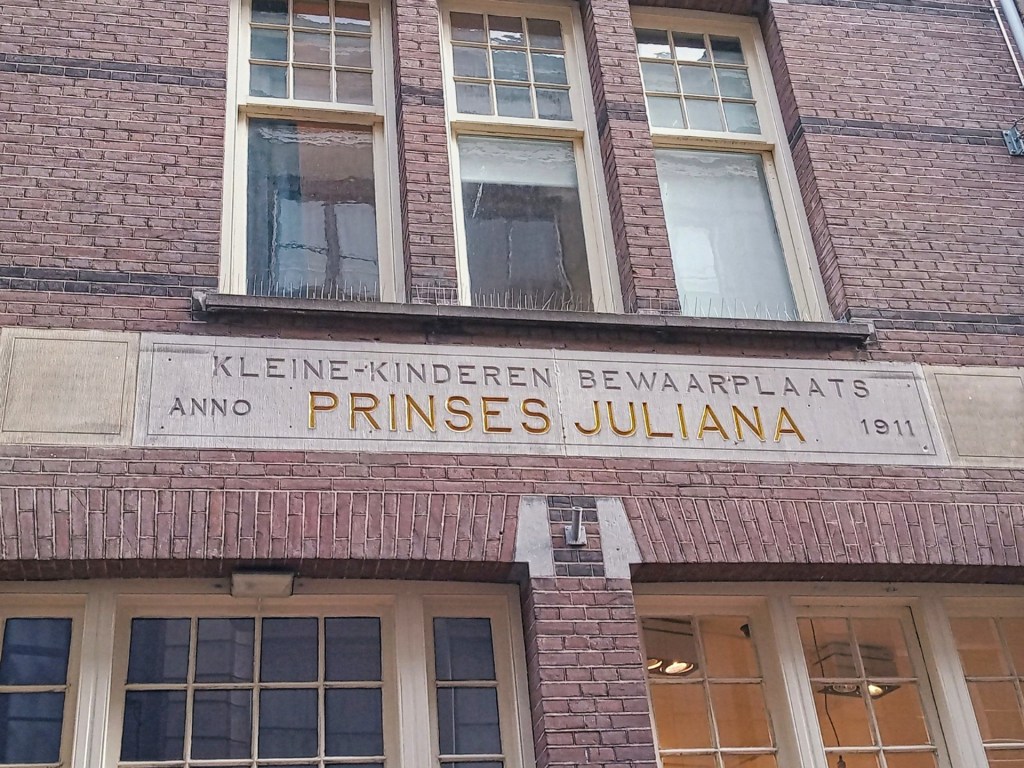 KLEINE-KINDEREN BEWAARPLAATS
ANNO PRINSES JULIANA 1911